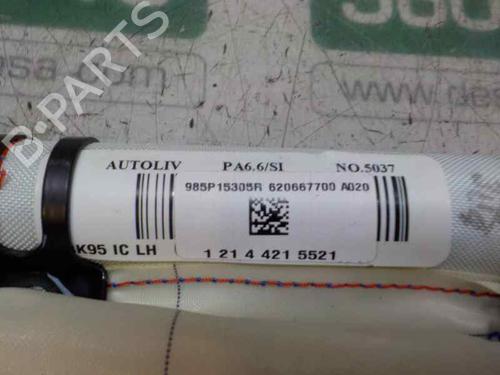 AUTOLIV PA6.6/SI NO.5037
985P15305R 620667700 A020
K95 IC LH 1 21 4 421 5521
B-PARTS